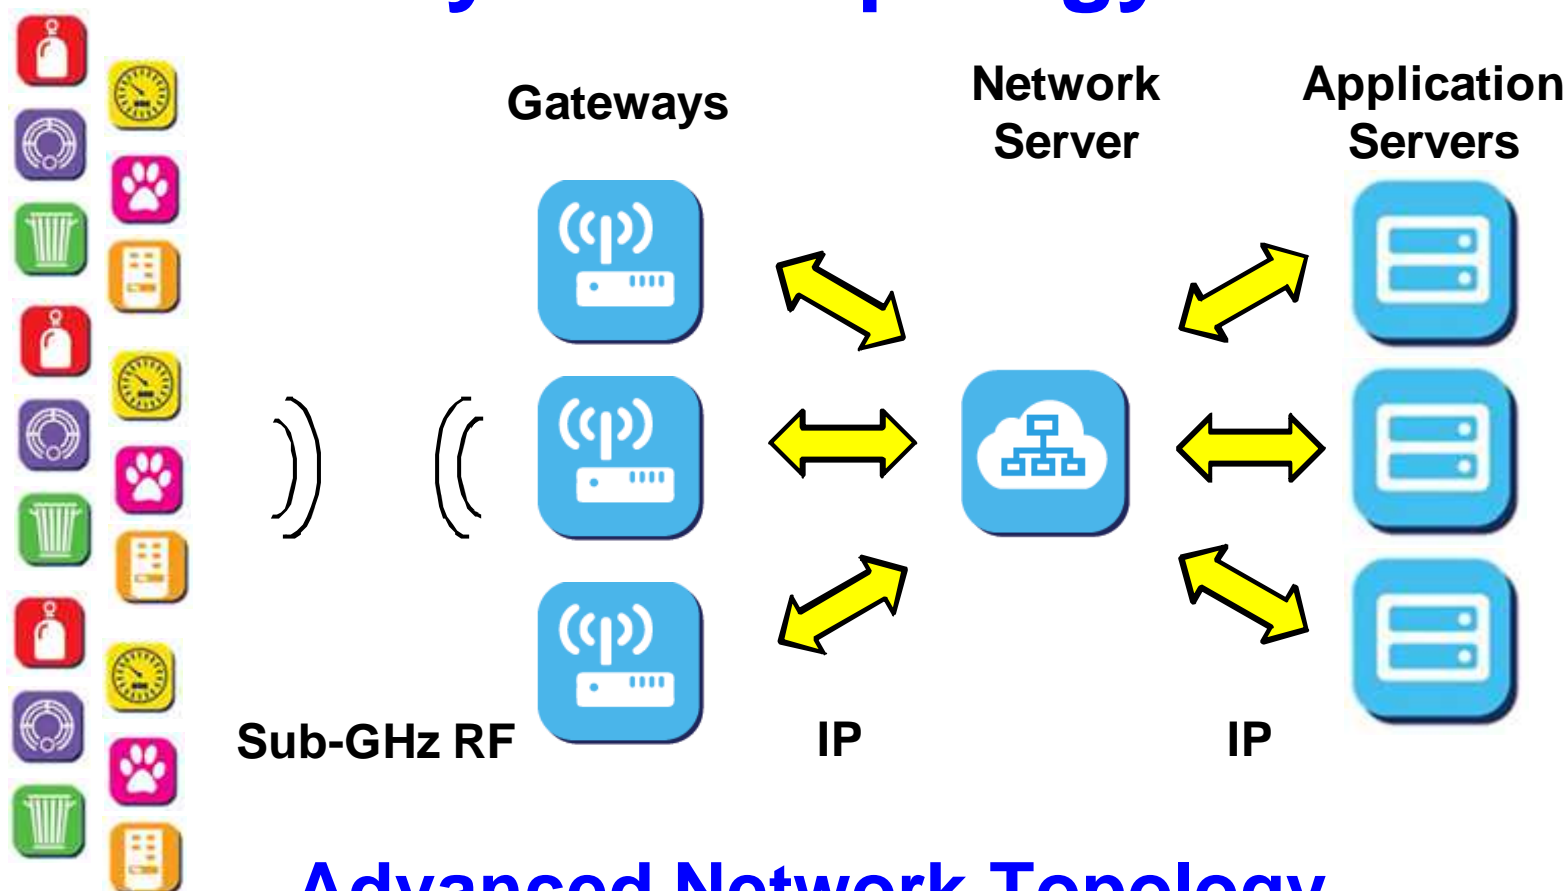 Gateways
Network
Server
Application
Servers
Sub-GHz RF
IP
IP
Advanced Network Topology